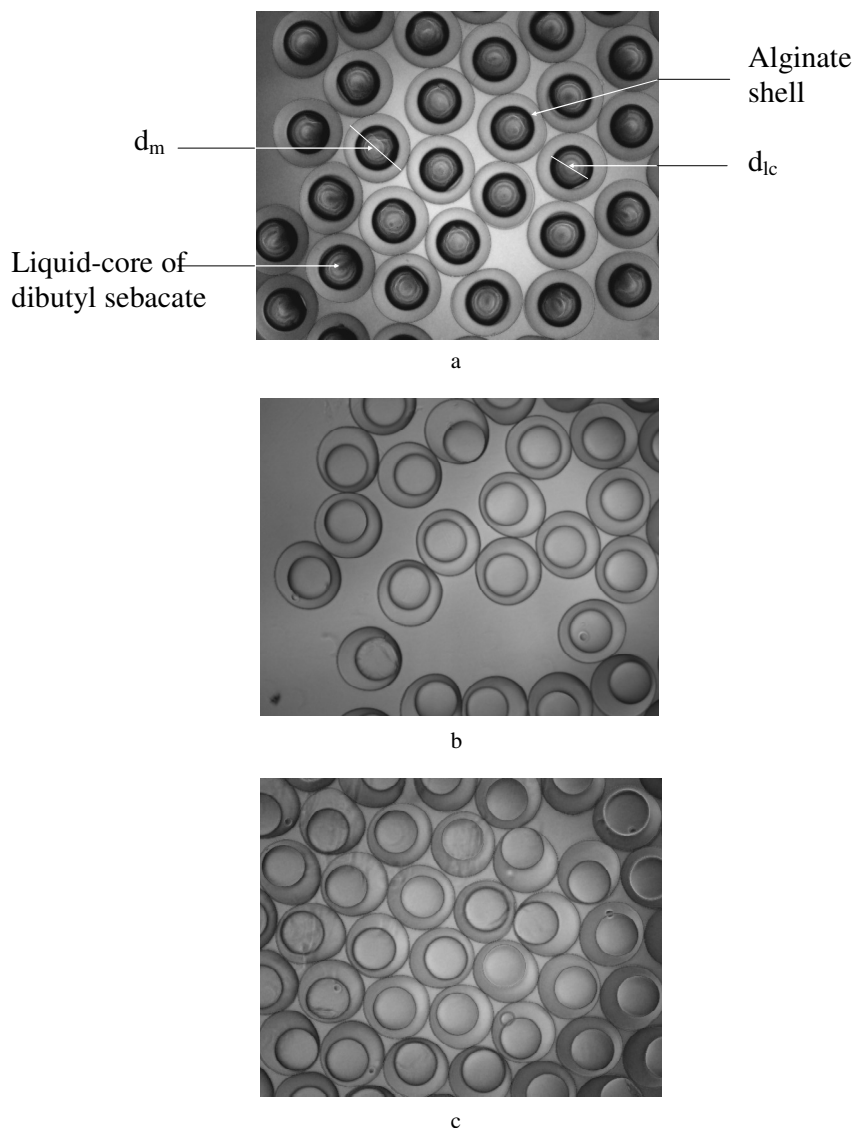 Alginate
shell
d_m
d_lc
Liquid-core of
dibutyl sebacate
a
b
c